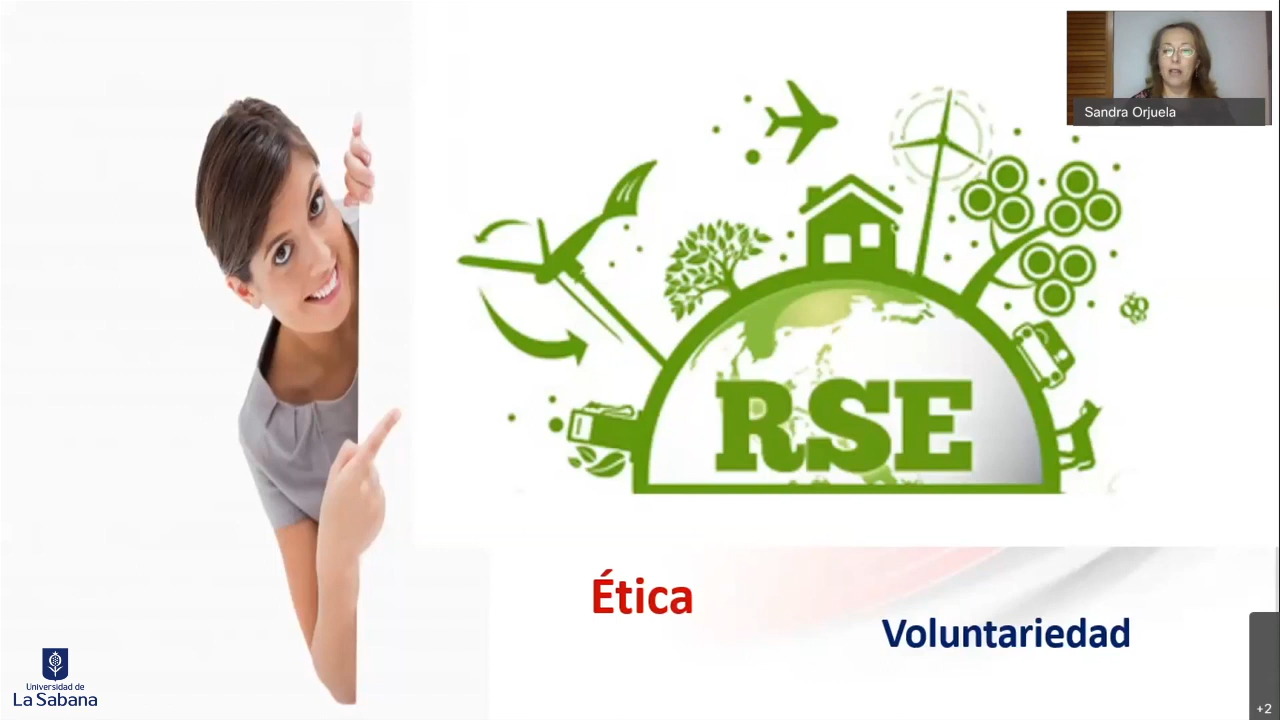 Sandra Orjuela
RSE
Ética
Voluntariedad
Universidad de
La Sabana
+2